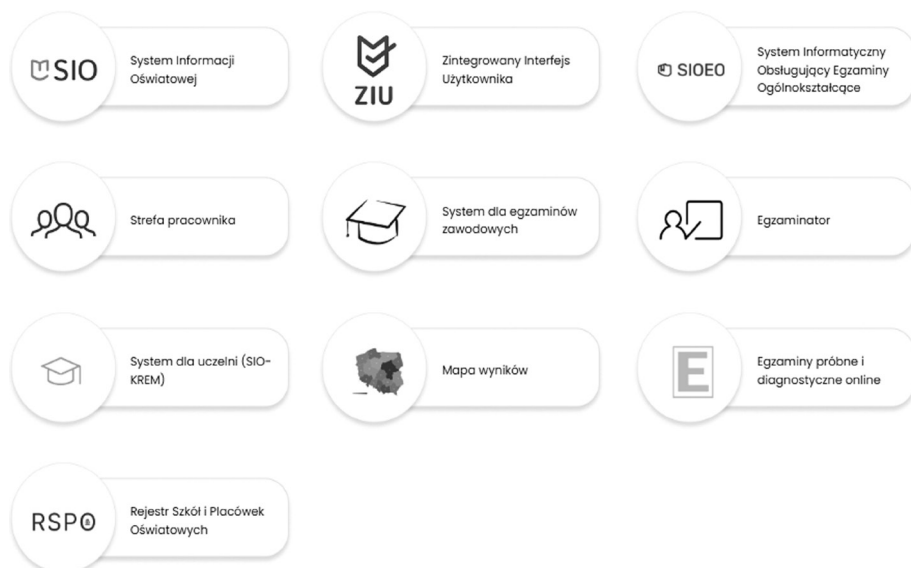 SIO
System Informacji
Oświatowej
ZIU
Zintegrowany Interfejs
Użytkownika
SIOEO
System Informatyczny
Obsługujący Egzaminy
Ogólnokształcące
Strefa pracownika
System dla egzaminów
zawodowych
Egzaminator
System dla uczelni (SIO-
KREM)
Mapa wyników
E
Egzaminy próbne i
diagnostyczne online
RSPO
Rejestr Szkół i Placówek
Oświatowych